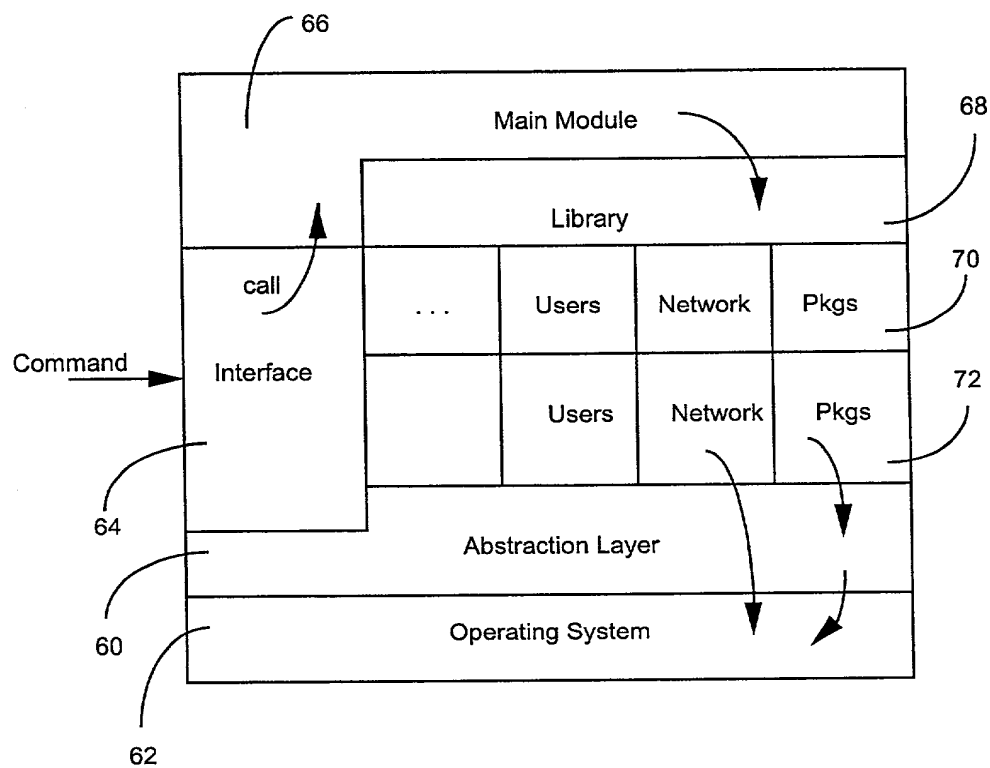 66
Main Module
68
Library
call
70
. . .
Users
Network
Pkgs
Command
Interface
72
Users
Network
Pkgs
64
Abstraction Layer
60
Operating System
62